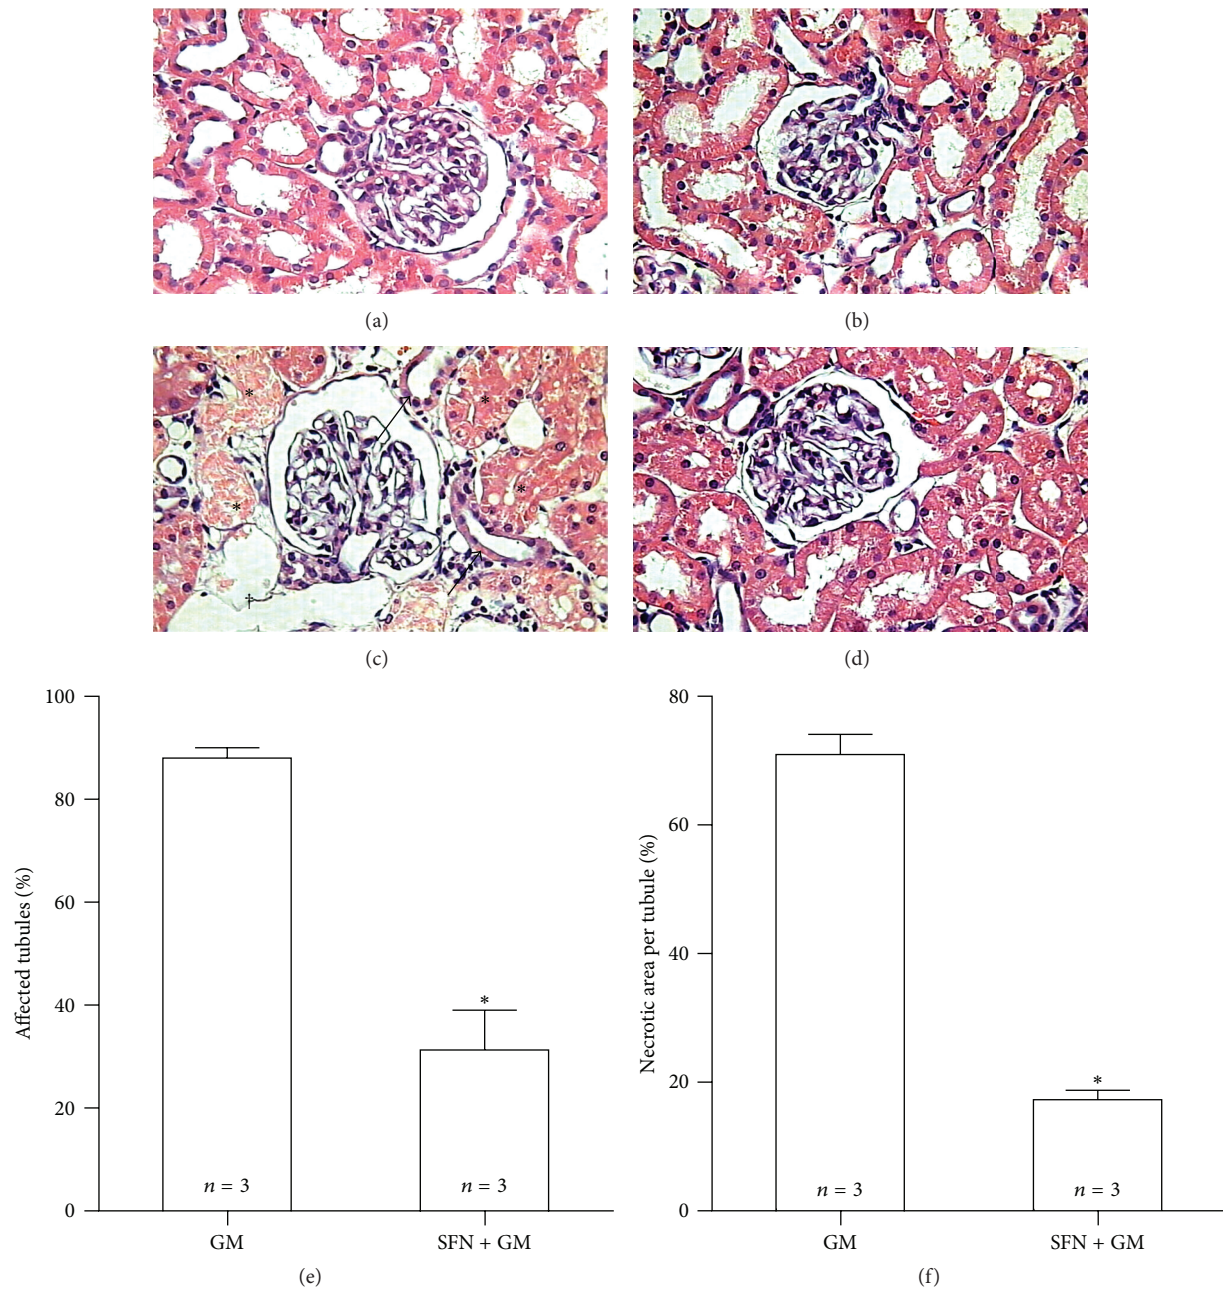 (a)
(b)
*
*
*
*
†
(c)
(d)
100
80
60
40
20
0
Affected tubules (%)
*
n = 3
n = 3
GM
SFN + GM
(e)
80
60
40
20
0
Necrotic area per tubule (%)
*
n = 3
n = 3
GM
SFN + GM
(f)